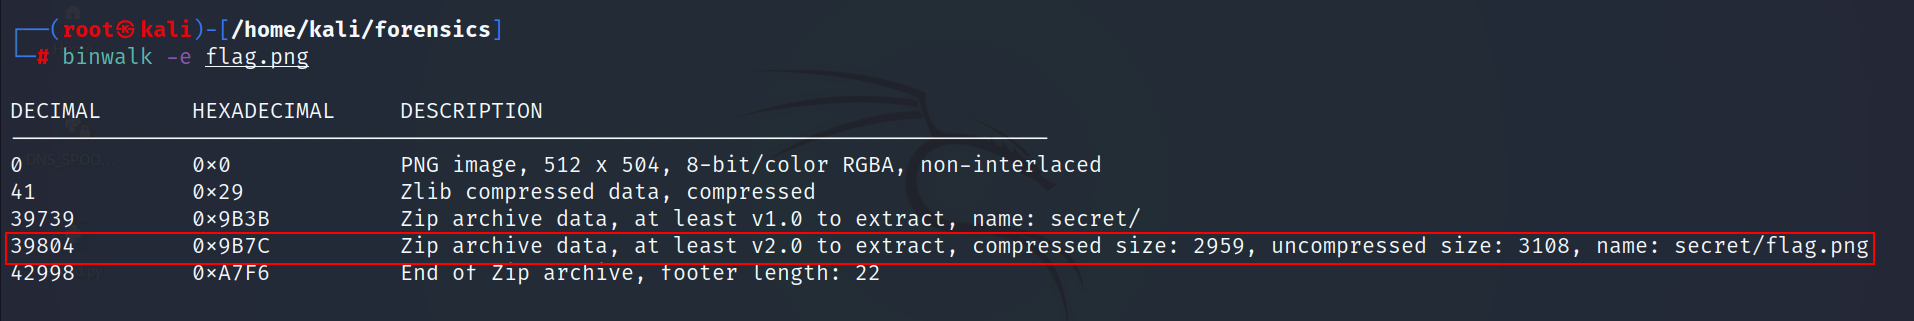 ┌──(root㉿kali)-[/home/kali/forensics]
└─# binwalk -e flag.png
DECIMAL       HEXADECIMAL     DESCRIPTION
0             0×0             PNG image, 512 x 504, 8-bit/color RGBA, non-interlaced
41            0×29            Zlib compressed data, compressed
39739         0×9B3B          Zip archive data, at least v1.0 to extract, name: secret/
39804         0×9B7C          Zip archive data, at least v2.0 to extract, compressed size: 2959, uncompressed size: 3108, name: secret/flag.png
42998         0×A7F6          End of Zip archive, footer length: 22